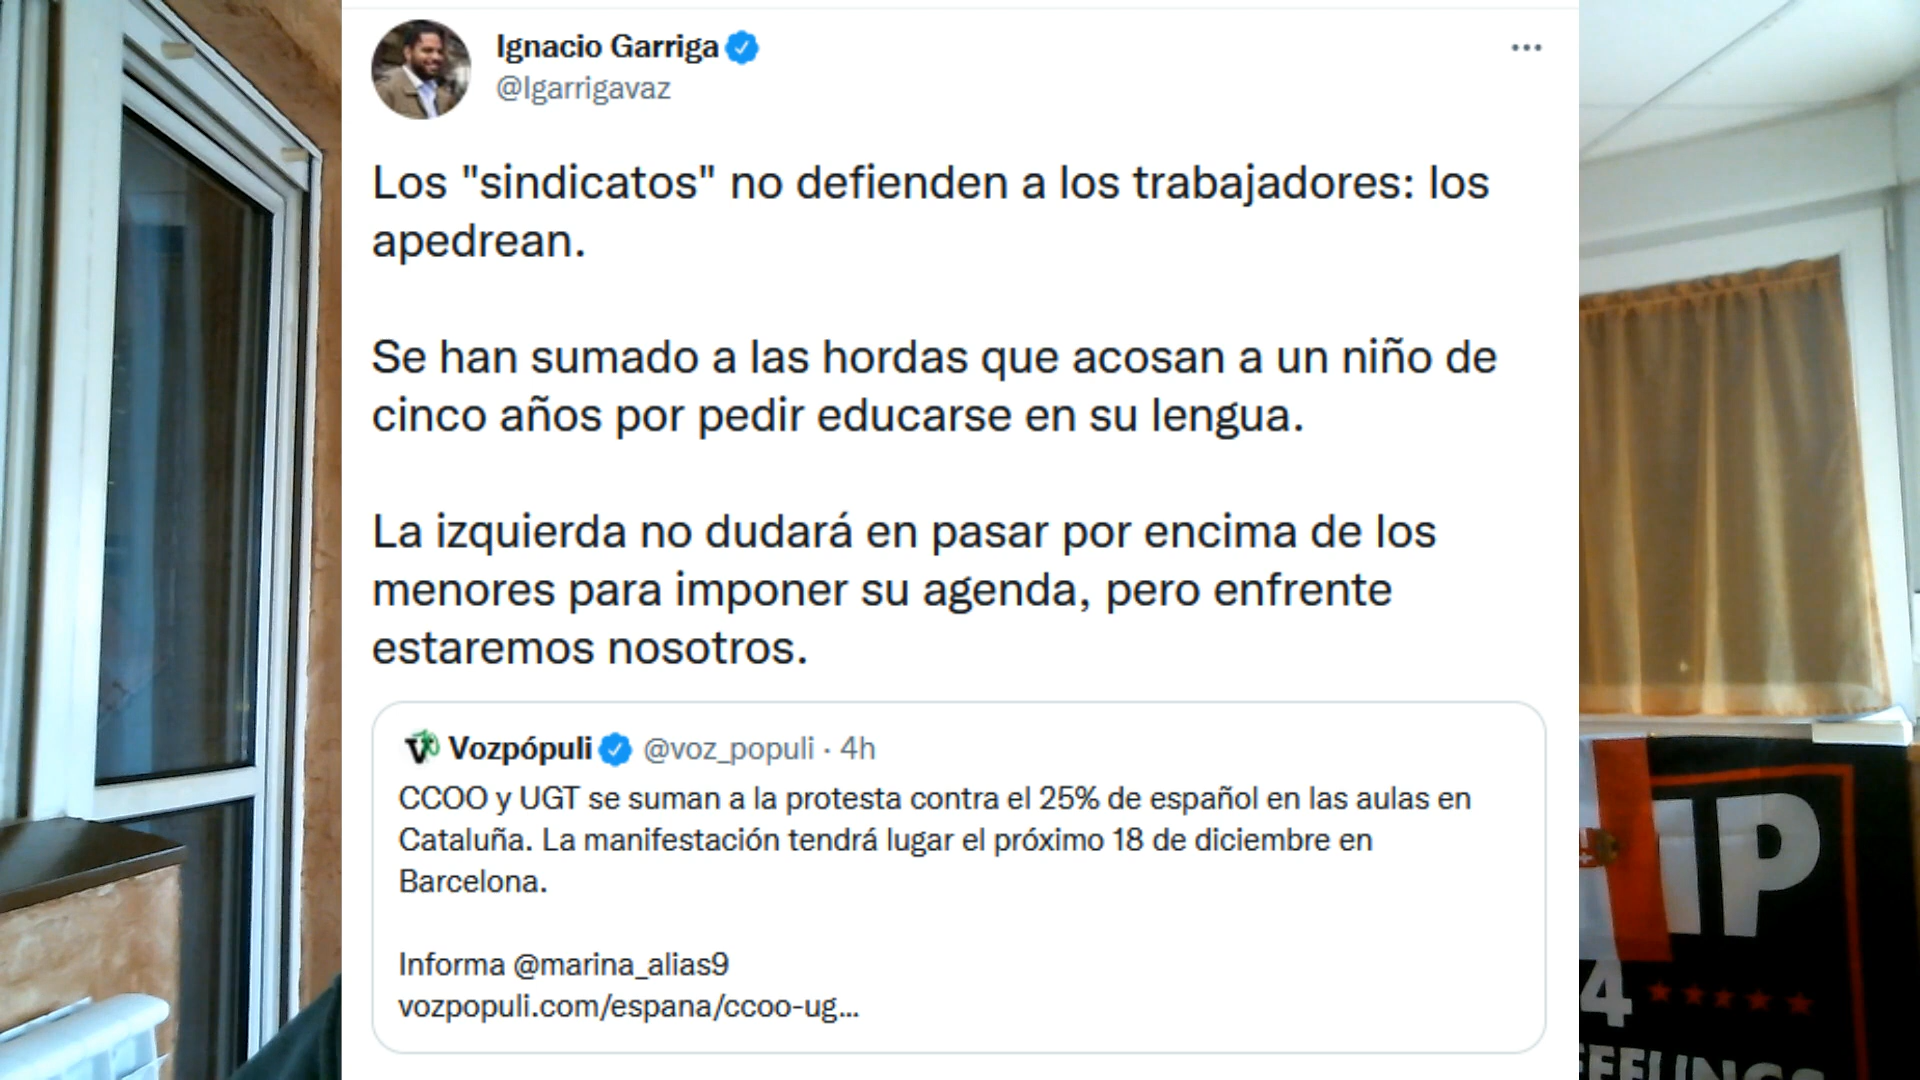 Ignacio Garriga
@Igarrigavaz
Los "sindicatos" no defienden a los trabajadores: los
apedrean.
Se han sumado a las hordas que acosan a un niño de
cinco años por pedir educarse en su lengua.
La izquierda no dudará en pasar por encima de los
menores para imponer su agenda, pero enfrente
estaremos nosotros.
Vozpópuli @voz_populi · 4h
CCOO y UGT se suman a la protesta contra el 25% de español en las aulas en
Cataluña. La manifestación tendrá lugar el próximo 18 de diciembre en
Barcelona.
Informa @marina_alias9
vozpopuli.com/espana/ccoo-ug...